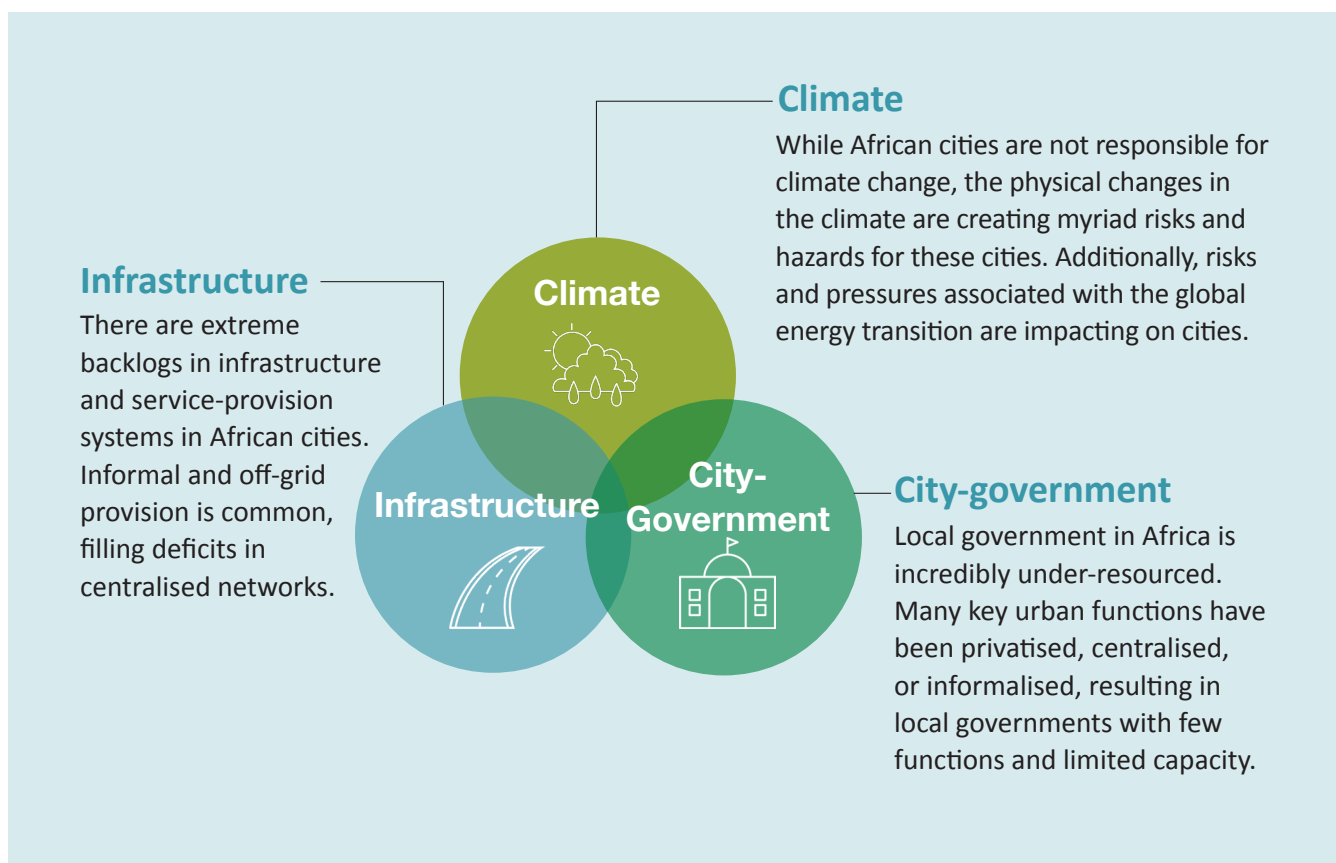 Climate
While African cities are not responsible for
climate change, the physical changes in
the climate are creating myriad risks and
hazards for these cities. Additionally, risks
and pressures associated with the global
energy transition are impacting on cities.
Infrastructure
There are extreme
backlogs in infrastructure
and service-provision
systems in African cities.
Informal and off-grid
provision is common,
filling deficits in
centralised networks.
Climate
Infrastructure
City-
Government
City-government
Local government in Africa is
incredibly under-resourced.
Many key urban functions have
been privatised, centralised,
or informalised, resulting in
local governments with few
functions and limited capacity.